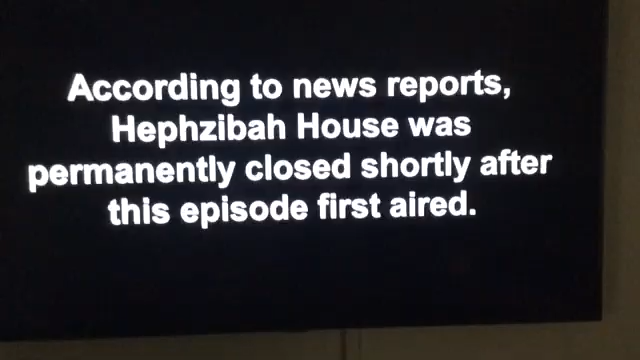 According to news reports,
Hephzibah House was
permanently closed shortly after
this episode first aired.